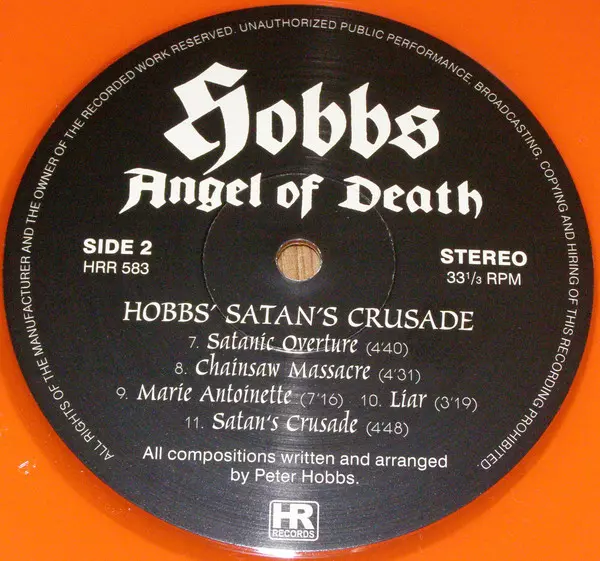 ALL RIGHTS OF THE MANUFACTURER AND THE OWNER OF THE RECORDED WORK RESERVED. UNAUTHORIZED PUBLIC PERFORMANCE, BROADCASTING, COPYING AND HIRING OF THIS RECORDING PROHIBITED
Hobbs
Angel of Death
SIDE 2
HRR 583
STEREO
33 1/3 RPM
HOBBS' SATAN'S CRUSADE
7. Satanic Overture (4'40)
8. Chainsaw Massacre (4'31)
9. Marie Antoinette (7'16) 10. Liar (3'19)
11. Satan's Crusade (4'48)
All compositions written and arranged
by Peter Hobbs.
HR
RECORDS